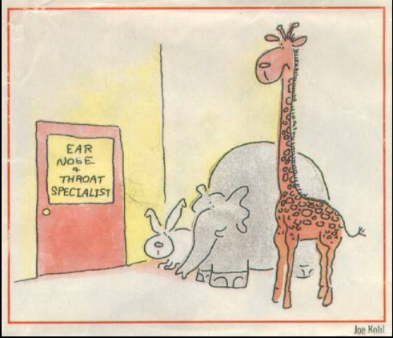 EAR
NOSE
&
THROAT
SPECIALIST
Joe Kohl